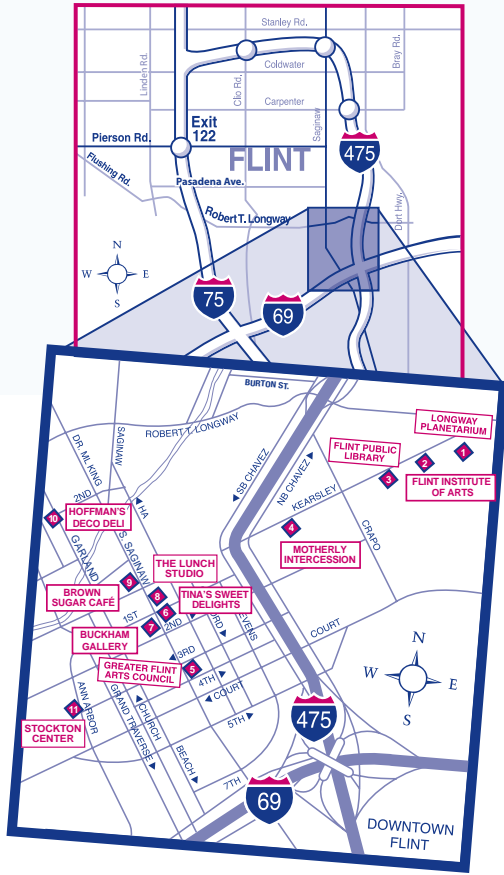 Stanley Rd.
Linden Rd.
Coldwater
Clio Rd.
Bray Rd.
Carpenter
Saginaw
Exit
122
Pierson Rd.
FLINT
475
Flushing Rd.
Pasadena Ave.
Dort Hwy.
Robert T. Longway
N
W
E
S
75
69
BURTON ST.
ROBERT T. LONGWAY
SAGINAW
DR. ML KING
LONGWAY
PLANETARIUM
1
FLINT PUBLIC
LIBRARY
2
3
FLINT INSTITUTE
OF ARTS
SB CHAVEZ
NB CHAVEZ
KEARSLEY
2ND
10
HOFFMAN'S
DECO DELI
HA
4
CRAPO
MOTHERLY
INTERCESSION
GARLAND
S. SAGINAW
THE LUNCH
STUDIO
9
8
BROWN
SUGAR CAFÉ
TINA'S SWEET
DELIGHTS
6
1ST
7
2ND
ORD
EVENS
COURT
BUCKHAM
GALLERY
3RD
GREATER FLINT
ARTS COUNCIL
5
4TH
COURT
N
W
E
S
ANN ARBOR
11
GRAND TRAVERSE
CHURCH
5TH
STOCKTON
CENTER
475
BEACH
7TH
69
DOWNTOWN
FLINT